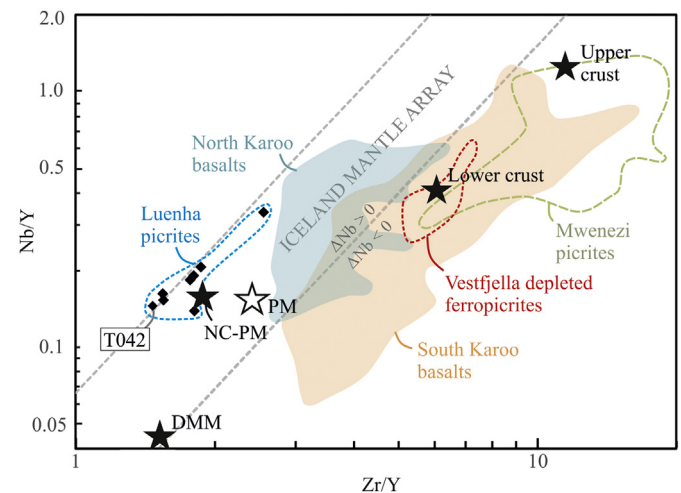 2.0
1.0
0.5
0.1
0.05
1
10
Nb/Y
Zr/Y
Upper
crust
North Karoo
basalts
ICELAND MANTLE ARRAY
Lower crust
Luenha
picrites
ΔNb > 0
ΔNb < 0
Mwenezi
picrites
Vestfjella depleted
ferropicrites
PM
NC-PM
T042
South Karoo
basalts
DMM